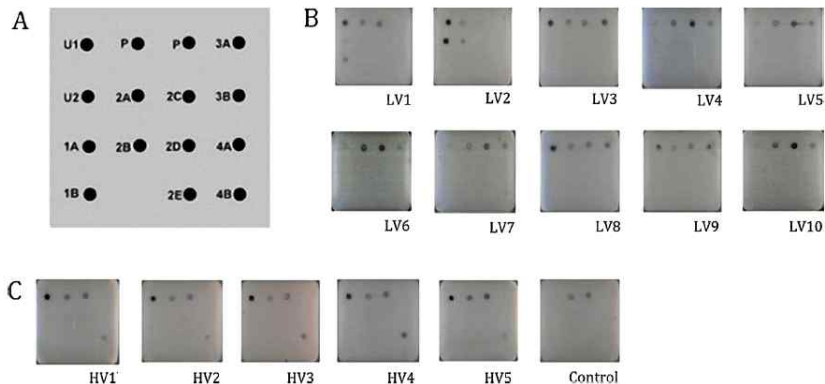 A
U1 P P 3A
U2 2A 2C 3B
1A 2B 2D 4A
1B 2E 4B
B
LV1 LV2 LV3 LV4 LV5
LV6 LV7 LV8 LV9 LV10
C
HV1 HV2 HV3 HV4 HV5 Control